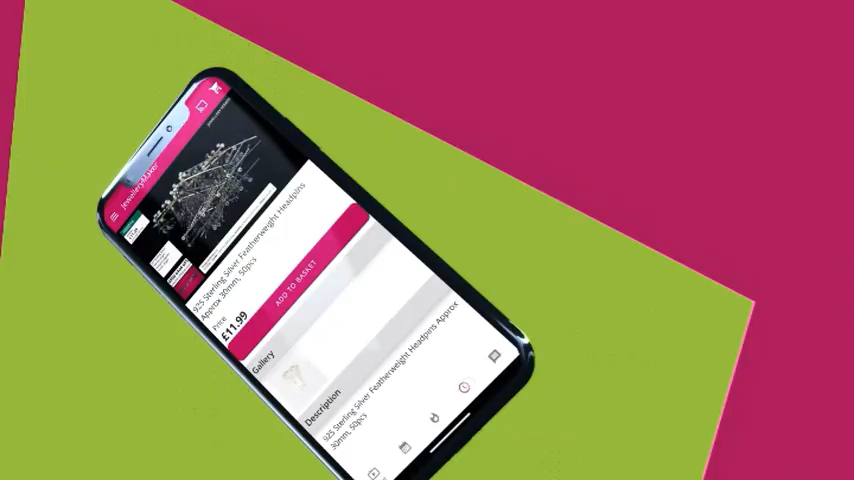 JewelleryMaker
925 Sterling Silver Featherweight Headpins
Approx 30mm, 50pcs
Price
£11.99
ADD TO BASKET
Gallery
Description
925 Sterling Silver Featherweight Headpins Approx
30mm, 50pcs